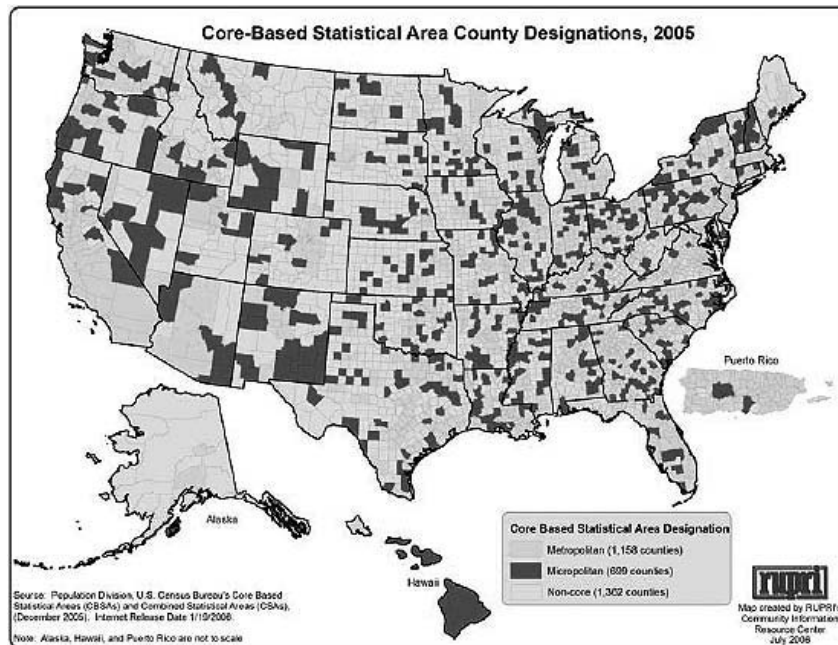 Core-Based Statistical Area County Designations, 2005
Puerto Rico
Alaska
Hawaii
Core Based Statistical Area Designation
Metropolitan (1,158 counties)
Micropolitan (699 counties)
Non-core (1,362 counties)
Source: Population Division, U.S. Census Bureau's Core Based
Statistical Areas (CBSAs) and Combined Statistical Areas (CSAs),
(December 2005). Internet Release Date 1/19/2006.
Note: Alaska, Hawaii, and Puerto Rico are not to scale
rupri
Map created by RUPRI's
Community Information
Resource Center
July 2006